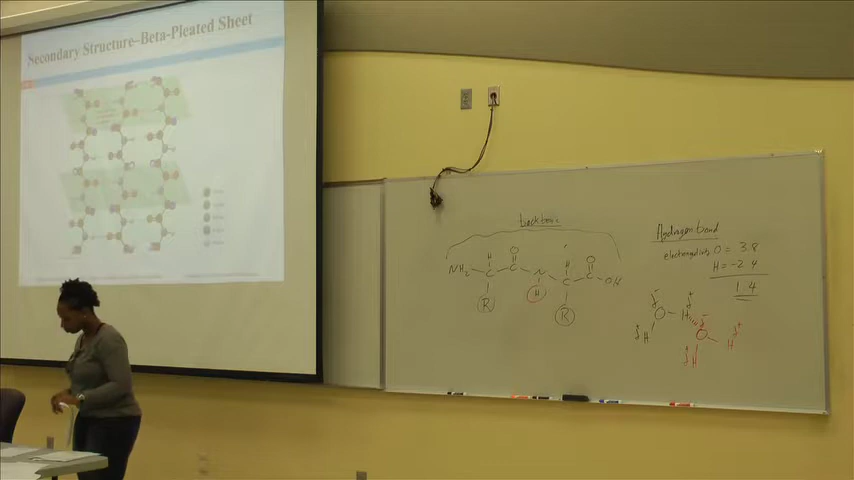 Secondary Structure–Beta-Pleated Sheet
backbone
H
O
H
O
NH₂
C
C
N
C
C
OH
R
H
R
Hydrogen bond
electronegativity O = 3.8
H = -2.4
1.4
δ⁻
δ⁺
O
H
δ⁻
O
δ⁺
H
δ⁺
H
δ⁺
H